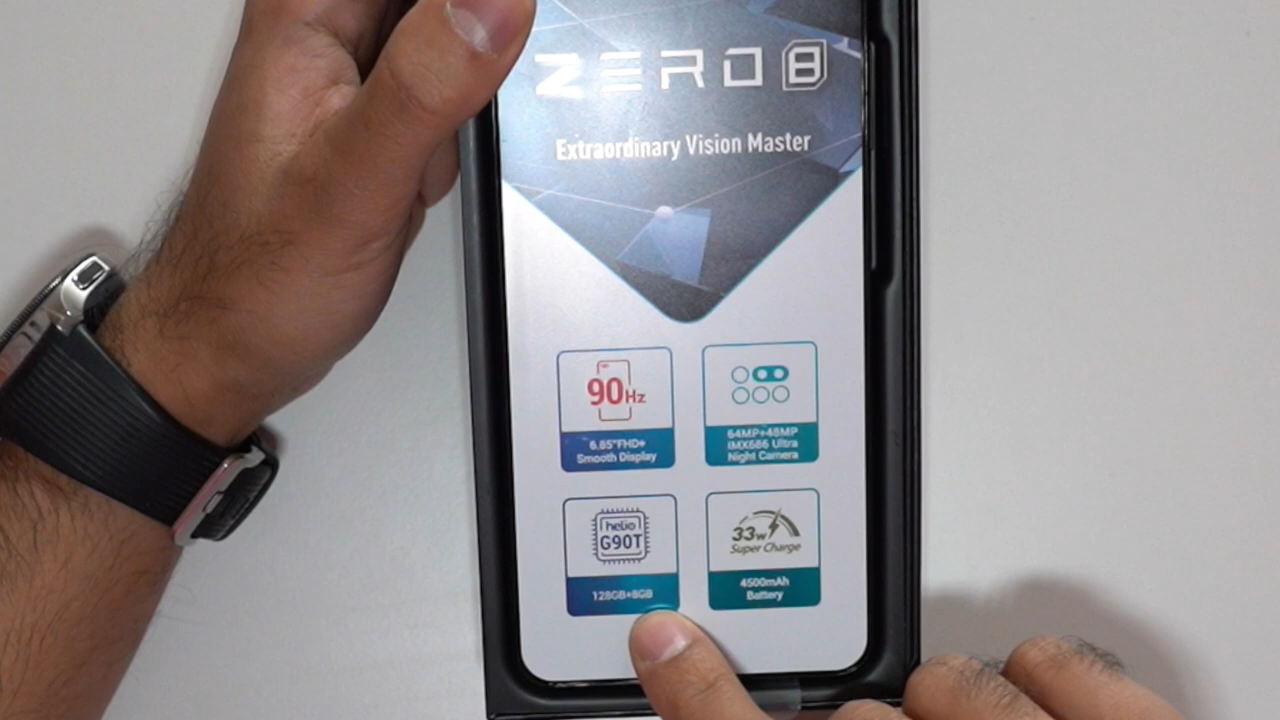 ZERO 8
Extraordinary Vision Master
90Hz
6.85"FHD+
Smooth Display
64MP+48MP
IMX686 Ultra
Night Camera
helio
G90T
128GB+8GB
33w
Super Charge
4500mAh
Battery